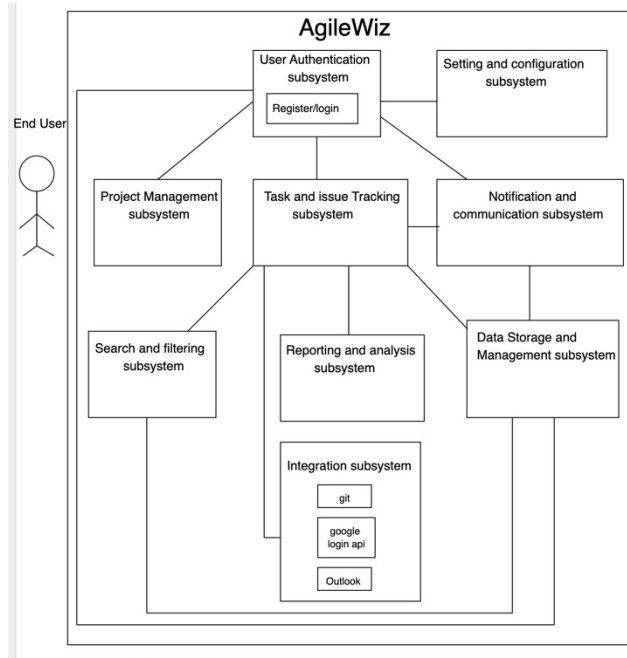 AgileWiz
User Authentication
subsystem
Register/login
Setting and configuration
subsystem
End User
Project Management
subsystem
Task and issue Tracking
subsystem
Notification and
communication subsystem
Search and filtering
subsystem
Reporting and analysis
subsystem
Data Storage and
Management subsystem
Integration subsystem
git
google
login api
Outlook